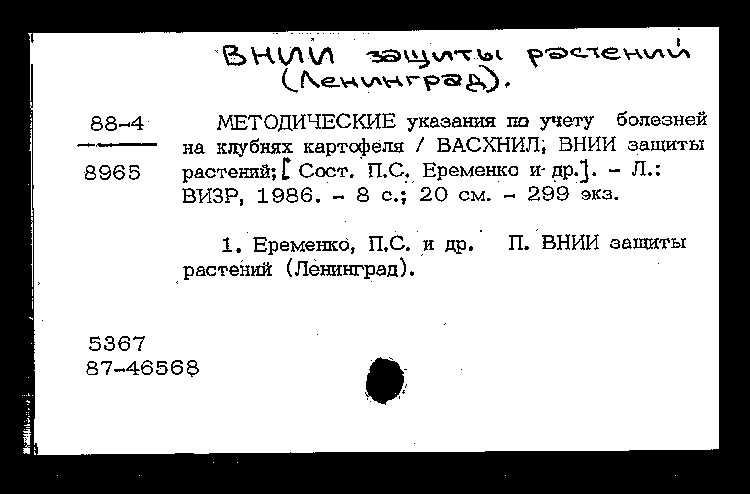 ВНИИ защиты растений
(Ленинград).
88-4 МЕТОДИЧЕСКИЕ указания по учету болезней
на клубнях картофеля / ВАСХНИЛ; ВНИИ защиты
8965 растений;[ Сост. П.С. Еременко и др.]. - Л.:
ВИЗР, 1986. - 8 с.; 20 см. - 299 экз.
1. Еременко, П.С. и др. П. ВНИИ защиты
растений (Ленинград).
5367
87-46568